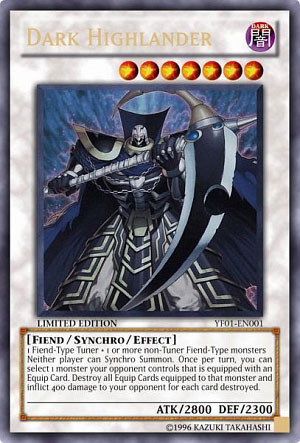 DARK HIGHLANDER
DARK
闇
LIMITED EDITION
YF01-EN001
[FIEND / SYNCHRO / EFFECT]
1 Fiend-Type Tuner + 1 or more non-Tuner Fiend-Type monsters
Neither player can Synchro Summon. Once per turn, you can
select 1 monster your opponent controls that is equipped with an
Equip Card. Destroy all Equip Cards equipped to that monster and
inflict 400 damage to your opponent for each card destroyed.
ATK/2800 DEF/2300
©1996 KAZUKI TAKAHASHI